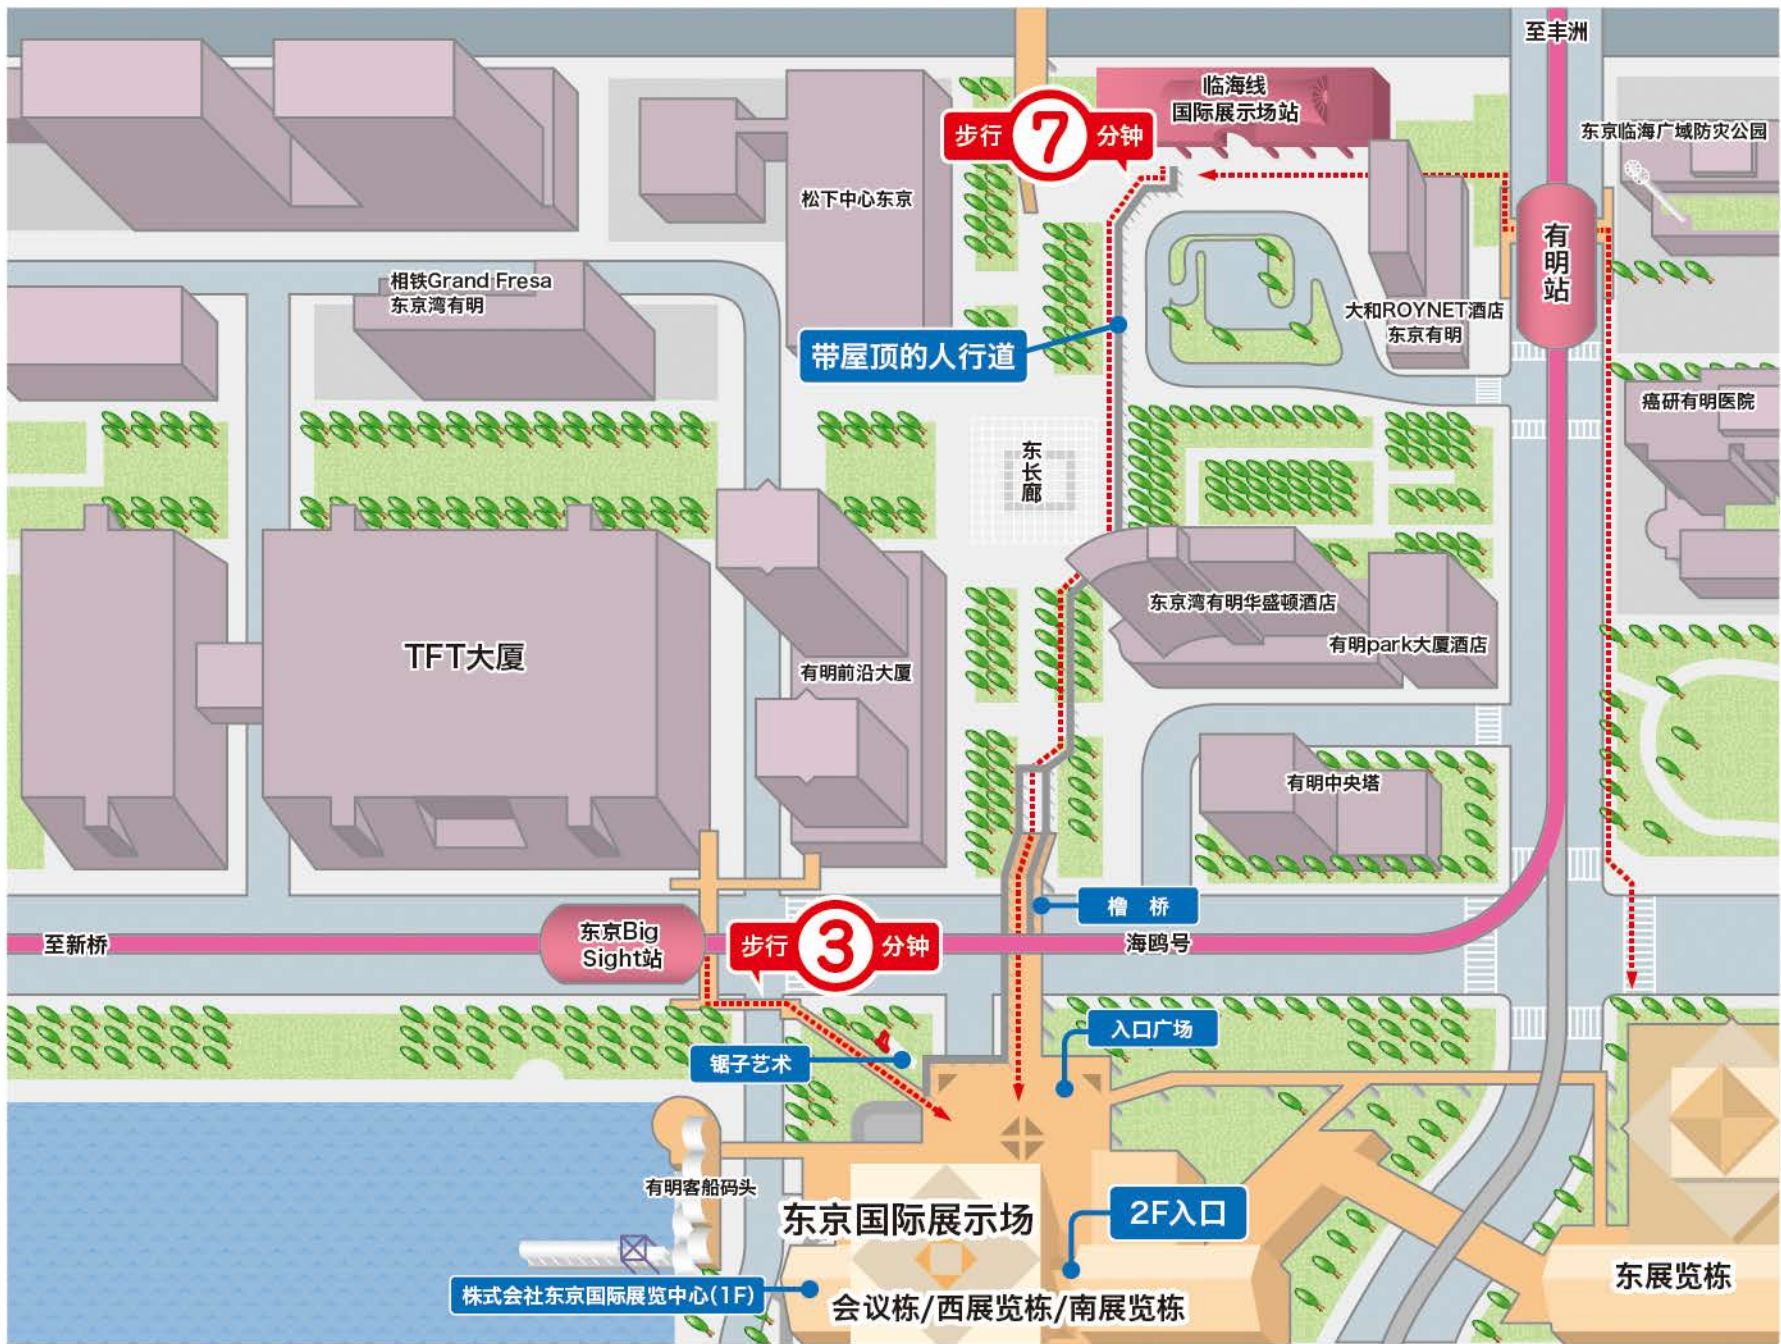 至丰洲
临海线
国际展示场站
步行 7 分钟
东京临海广域防灾公园
松下中心东京
有明站
相铁Grand Fresa
东京湾有明
大和ROYNET酒店
东京有明
带屋顶的人行道
癌研有明医院
东长廊
东京湾有明华盛顿酒店
有明park大厦酒店
TFT大厦
有明前沿大厦
有明中央塔
橹 桥
至新桥
东京Big
Sight站
步行 3 分钟
海鸥号
入口广场
锯子艺术
有明客船码头
东京国际展示场
2F入口
株式会社东京国际展览中心(1F)
会议栋/西展览栋/南展览栋
东展览栋